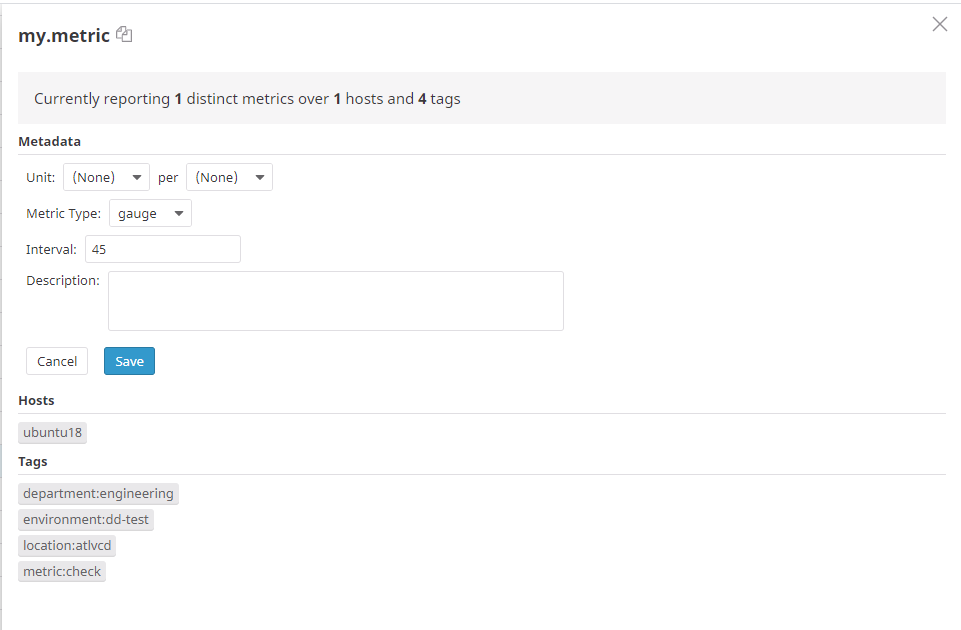 my.metric
Currently reporting 1 distinct metrics over 1 hosts and 4 tags
Metadata
Unit: (None) per (None)
Metric Type: gauge
Interval: 45
Description:
Cancel Save
Hosts
ubuntu18
Tags
department:engineering
environment:dd-test
location:atlvcd
metric:check